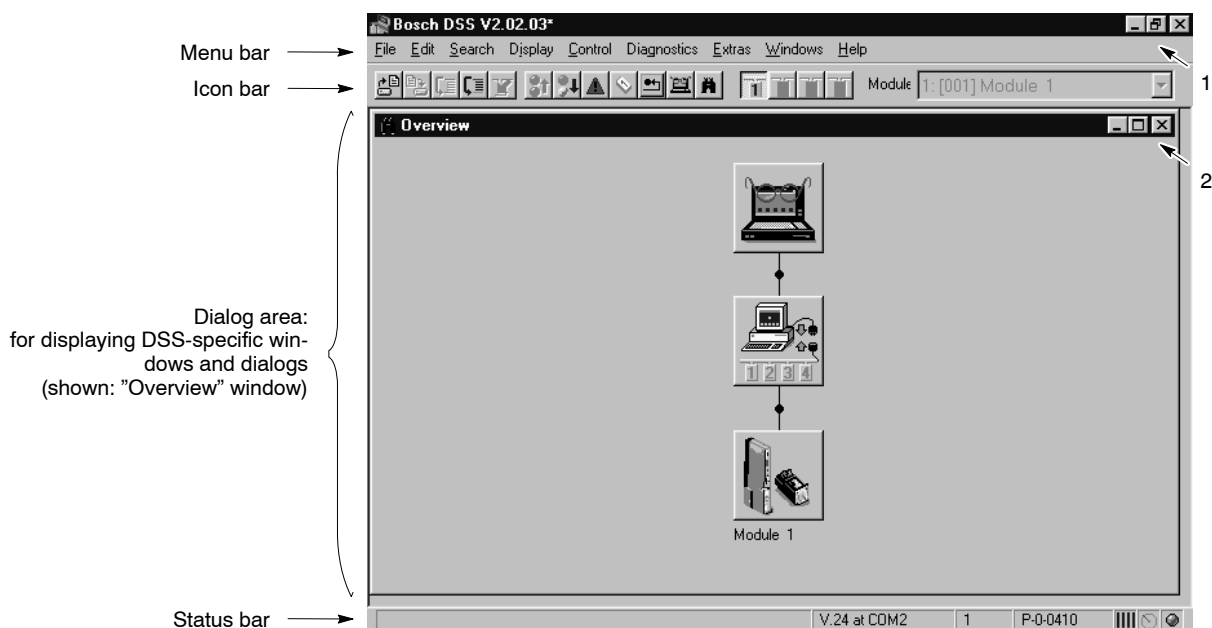 Bosch DSS V2.02.03*
Menu bar
File Edit Search Display Control Diagnostics Extras Windows Help
Icon bar
1
Module 1: [001] Module 1
1
Overview
2
1 2 3 4
Dialog area:
for displaying DSS-specific win-
dows and dialogs
(shown: ”Overview” window)
Module 1
Status bar
V.24 at COM2 1 P-0-0410